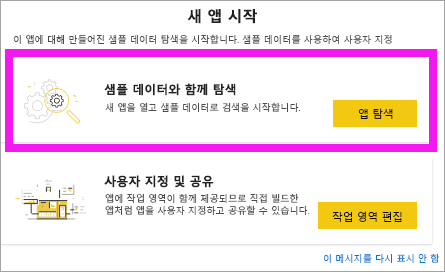 새 앱 시작
이 앱에 대해 만들어진 샘플 데이터 탐색을 시작합니다. 샘플 데이터를 사용하여 사용자 지정
샘플 데이터와 함께 탐색
새 앱을 열고 샘플 데이터로 검색을 시작합니다.
앱 탐색
사용자 지정 및 공유
앱에 작업 영역이 함께 제공되므로 직접 빌드한
앱처럼 앱을 사용자 지정하고 공유할 수 있습니다.
작업 영역 편집
이 메시지를 다시 표시 안 함